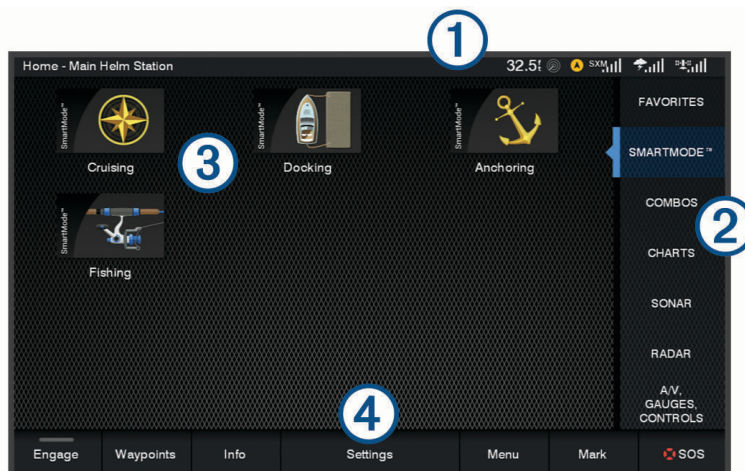 1
Home - Main Helm Station
32.5 ft
SXM
FAVORITES
SmartMode™
SmartMode™
SmartMode™
SMARTMODE™
Cruising
3
Docking
Anchoring
COMBOS
2
SmartMode™
CHARTS
Fishing
SONAR
RADAR
A/V,
GAUGES,
CONTROLS
4
Engage
Waypoints
Info
Settings
Menu
Mark
SOS